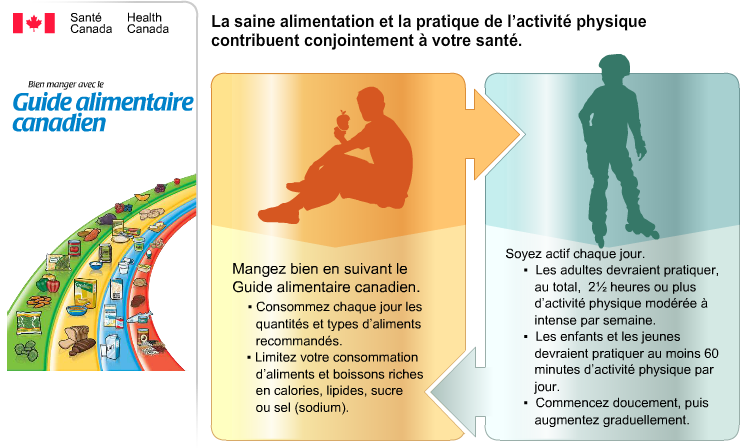 Santé
Canada
Health
Canada
Bien manger avec le
Guide alimentaire
canadien
La saine alimentation et la pratique de l’activité physique
contribuent conjointement à votre santé.
Mangez bien en suivant le
Guide alimentaire canadien.
▪ Consommez chaque jour les
quantités et types d’aliments
recommandés.
▪ Limitez votre consommation
d’aliments et boissons riches
en calories, lipides, sucre
ou sel (sodium).
Soyez actif chaque jour.
▪ Les adultes devraient pratiquer,
au total, 2½ heures ou plus
d’activité physique modérée à
intense par semaine.
▪ Les enfants et les jeunes
devraient pratiquer au moins 60
minutes d’activité physique par
jour.
▪ Commencez doucement, puis
augmentez graduellement.